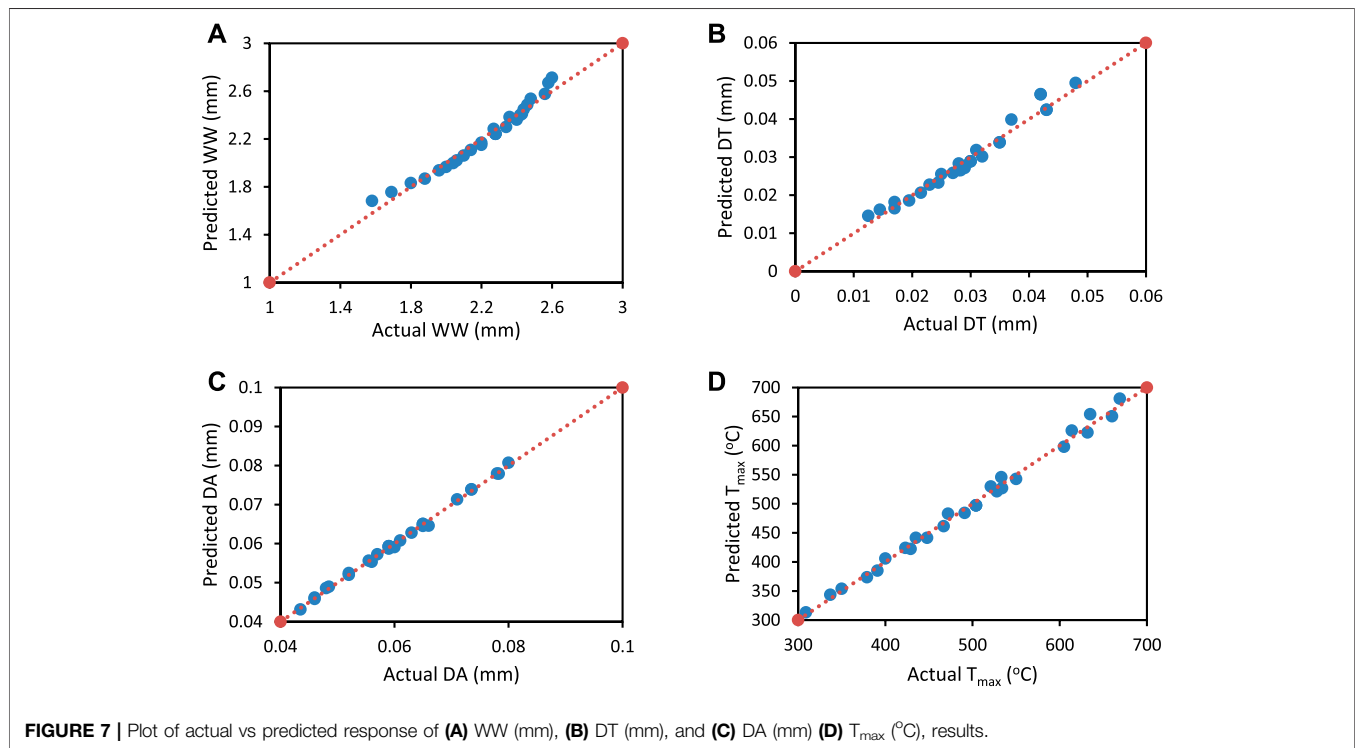 A
3
2.6
2.2
1.8
1.4
1
Predicted WW (mm)
1 1.4 1.8 2.2 2.6 3
Actual WW (mm)
B
0.06
0.05
0.04
0.03
0.02
0.01
0
Predicted DT (mm)
0 0.01 0.02 0.03 0.04 0.05 0.06
Actual DT (mm)
C
0.1
0.09
0.08
0.07
0.06
0.05
0.04
Predicted DA (mm)
0.04 0.06 0.08 0.1
Actual DA (mm)
D
700
650
600
550
500
450
400
350
300
Predicted Tmax (°C)
300 400 500 600 700
Actual Tmax (°C)
FIGURE 7 | Plot of actual vs predicted response of (A) WW (mm), (B) DT (mm), and (C) DA (mm) (D) Tmax (°C), results.